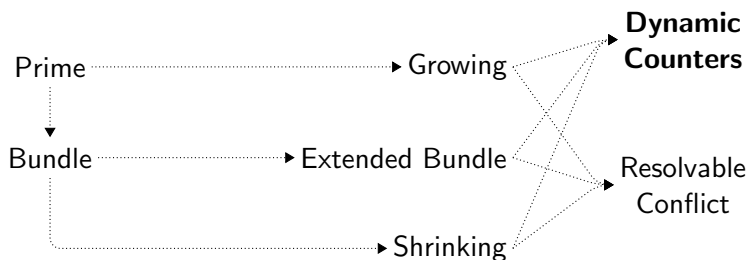 Dynamic
Counters
Prime
Growing
Bundle
Extended Bundle
Resolvable
Conflict
Shrinking